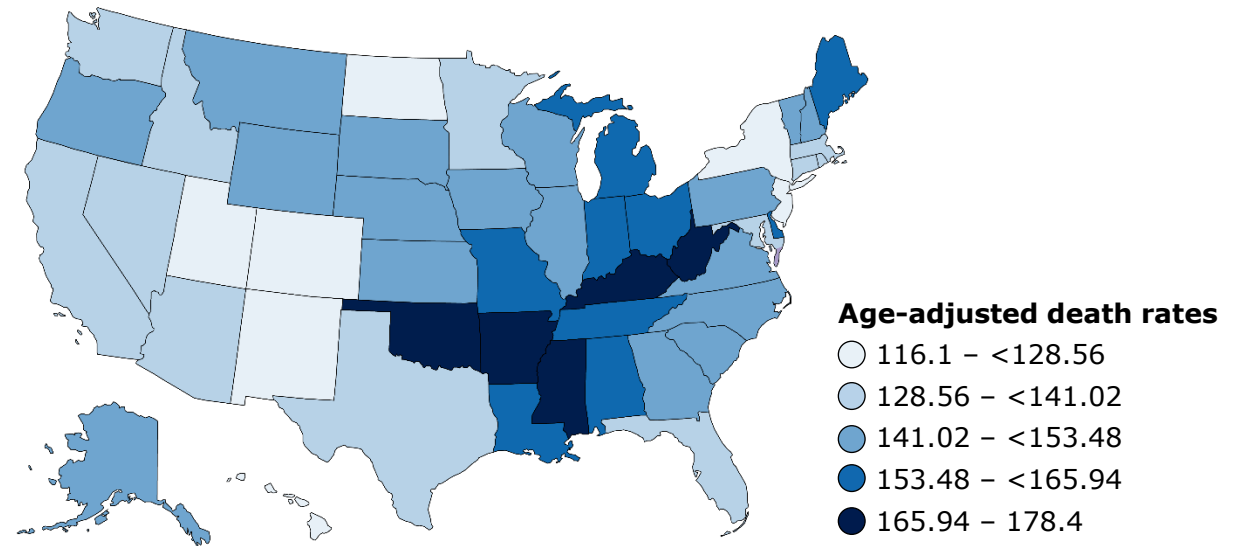 Age-adjusted death rates
116.1 – <128.56
128.56 – <141.02
141.02 – <153.48
153.48 – <165.94
165.94 – 178.4